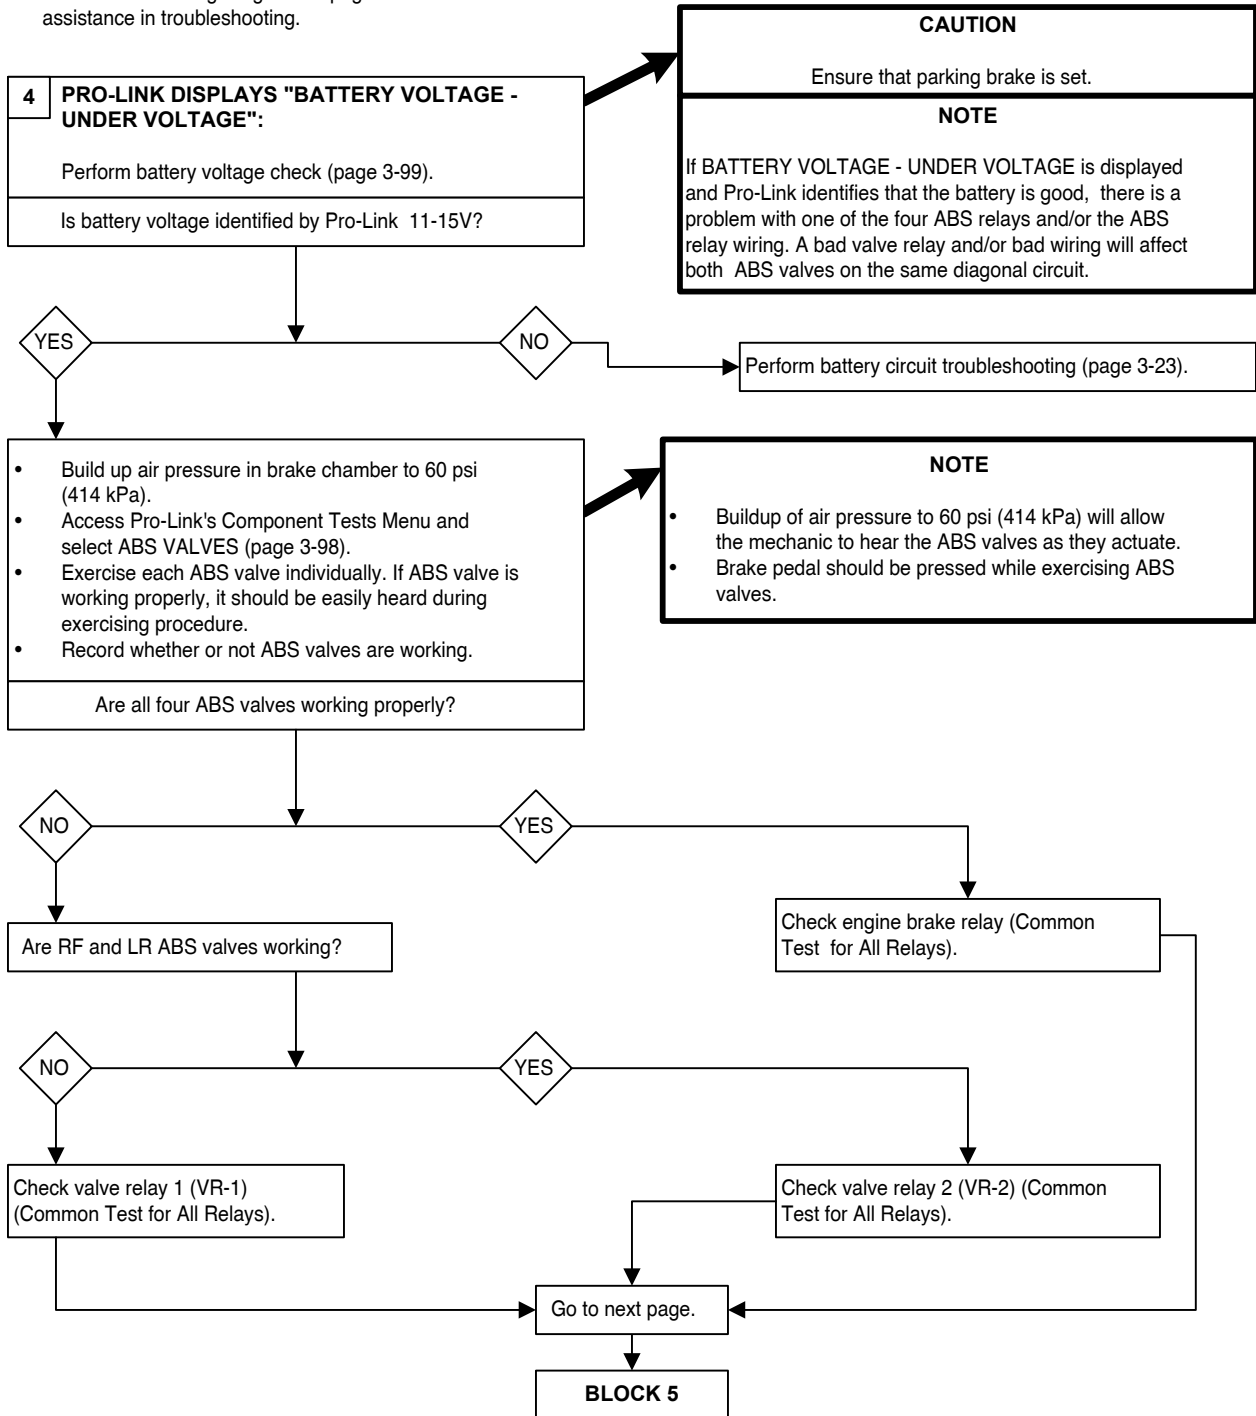 assistance in troubleshooting.
CAUTION
Ensure that parking brake is set.
NOTE
If BATTERY VOLTAGE - UNDER VOLTAGE is displayed
and Pro-Link identifies that the battery is good, there is a
problem with one of the four ABS relays and/or the ABS
relay wiring. A bad valve relay and/or bad wiring will affect
both ABS valves on the same diagonal circuit.
4 PRO-LINK DISPLAYS "BATTERY VOLTAGE -
UNDER VOLTAGE":
Perform battery voltage check (page 3-99).
Is battery voltage identified by Pro-Link 11-15V?
YES
NO
Perform battery circuit troubleshooting (page 3-23).
• Build up air pressure in brake chamber to 60 psi
(414 kPa).
• Access Pro-Link's Component Tests Menu and
select ABS VALVES (page 3-98).
• Exercise each ABS valve individually. If ABS valve is
working properly, it should be easily heard during
exercising procedure.
• Record whether or not ABS valves are working.
Are all four ABS valves working properly?
NOTE
• Buildup of air pressure to 60 psi (414 kPa) will allow
the mechanic to hear the ABS valves as they actuate.
• Brake pedal should be pressed while exercising ABS
valves.
NO
YES
Are RF and LR ABS valves working?
Check engine brake relay (Common
Test for All Relays).
NO
YES
Check valve relay 1 (VR-1)
(Common Test for All Relays).
Check valve relay 2 (VR-2) (Common
Test for All Relays).
Go to next page.
BLOCK 5